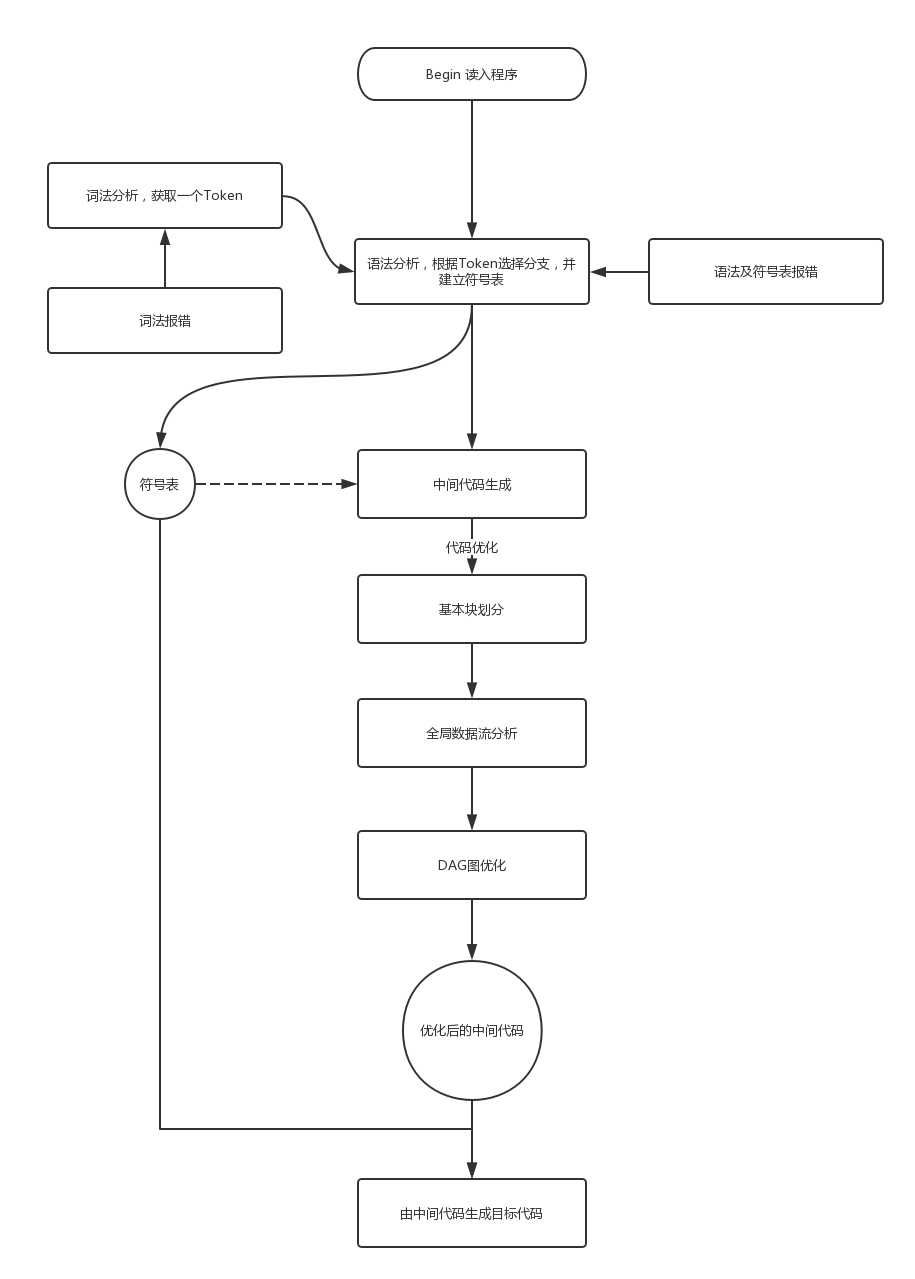 Begin 读入程序
词法分析，获取一个Token
语法分析，根据Token选择分支，并
建立符号表
语法及符号表报错
词法报错
符号表
中间代码生成
代码优化
基本块划分
全局数据流分析
DAG图优化
优化后的中间代码
由中间代码生成目标代码